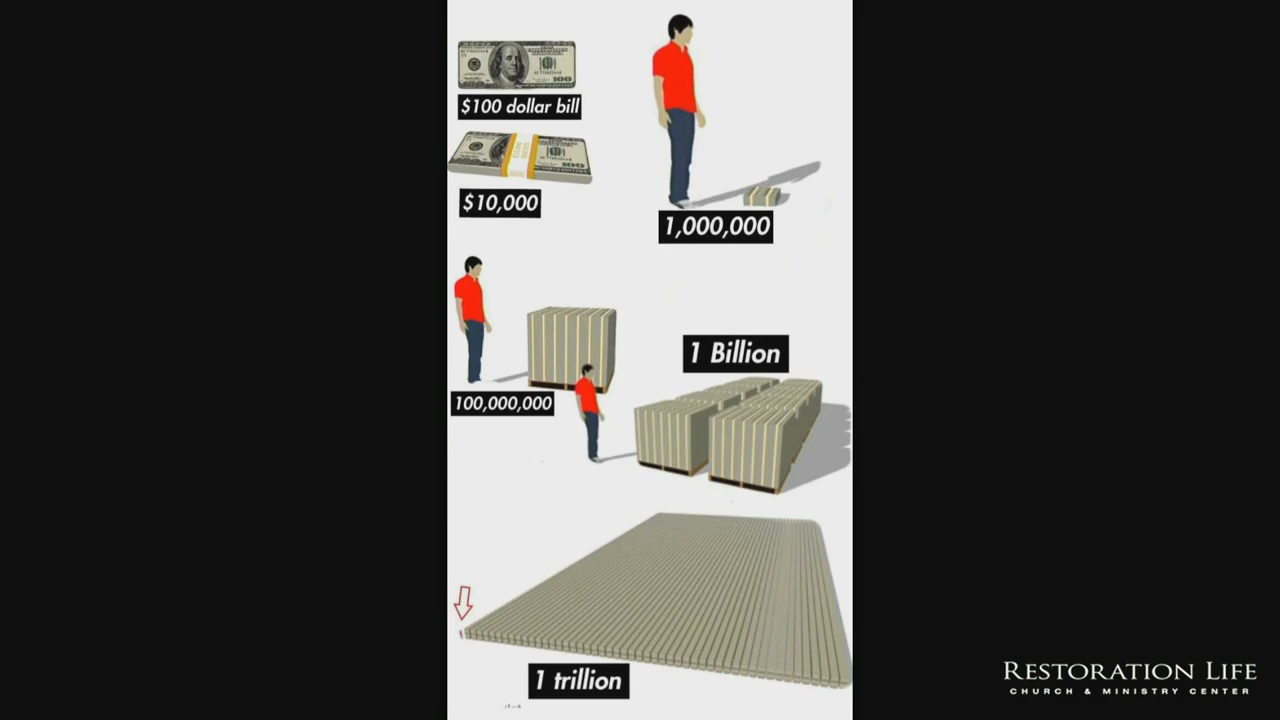 $100 dollar bill
$10,000
1,000,000
100,000,000
1 Billion
1 trillion
RESTORATION LIFE
CHURCH & MINISTRY CENTER